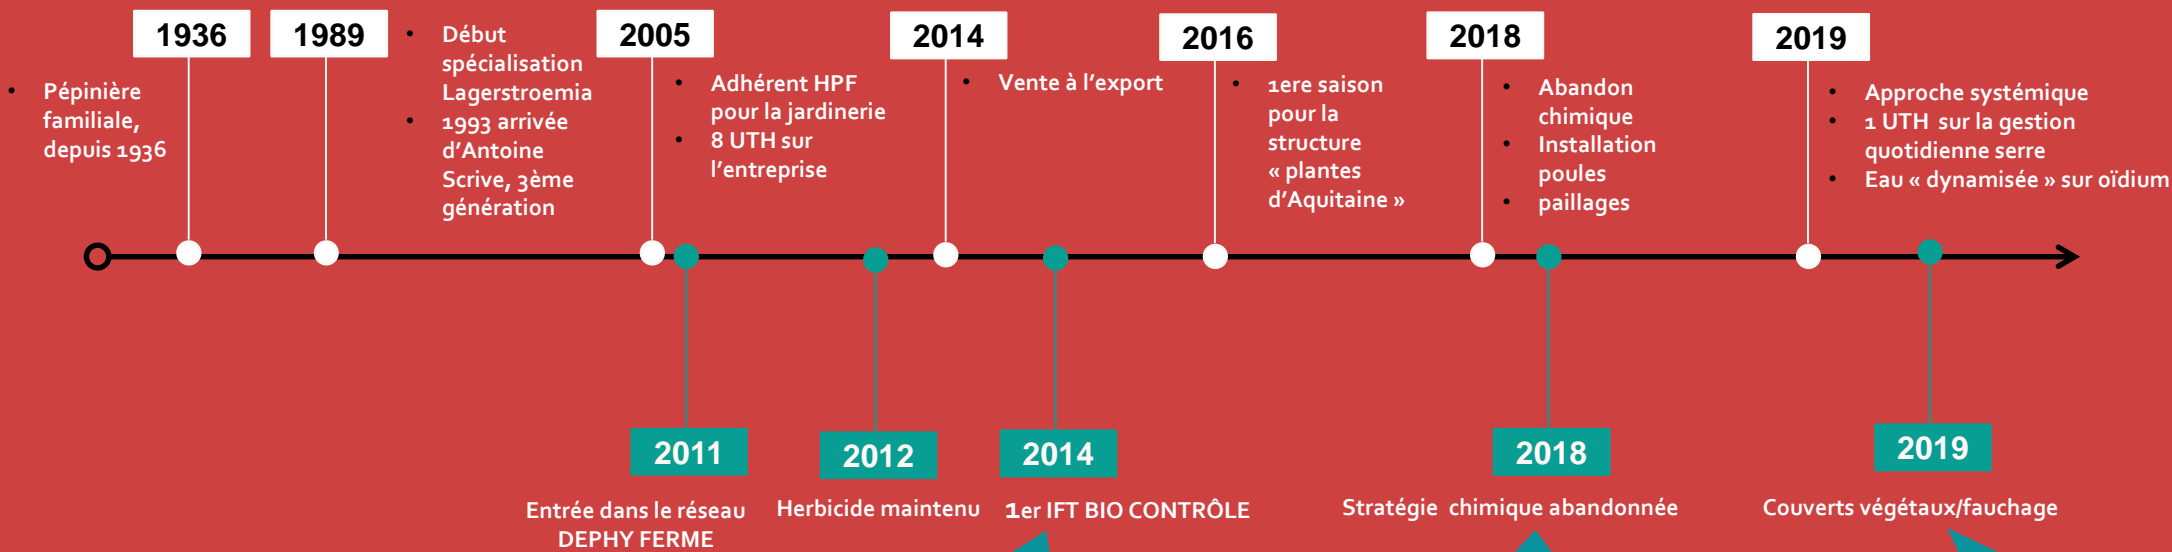 1936
• Pépinière
familiale,
depuis 1936
1989
• Début
spécialisation
Lagerstroemia
• 1993 arrivée
d’Antoine
Scrive, 3ème
génération
2005
• Adhérent HPF
pour la jardinerie
• 8 UTH sur
l’entreprise
2014
• Vente à l’export
2016
• 1ere saison
pour la
structure
« plantes
d’Aquitaine »
2018
• Abandon
chimique
• Installation
poules
• paillages
2019
• Approche systémique
• 1 UTH sur la gestion
quotidienne serre
• Eau « dynamisée » sur oïdium
2011
Entrée dans le réseau
DEPHY FERME
2012
Herbicide maintenu
2014
1er IFT BIO CONTRÔLE
2018
Stratégie chimique abandonnée
2019
Couverts végétaux/fauchage